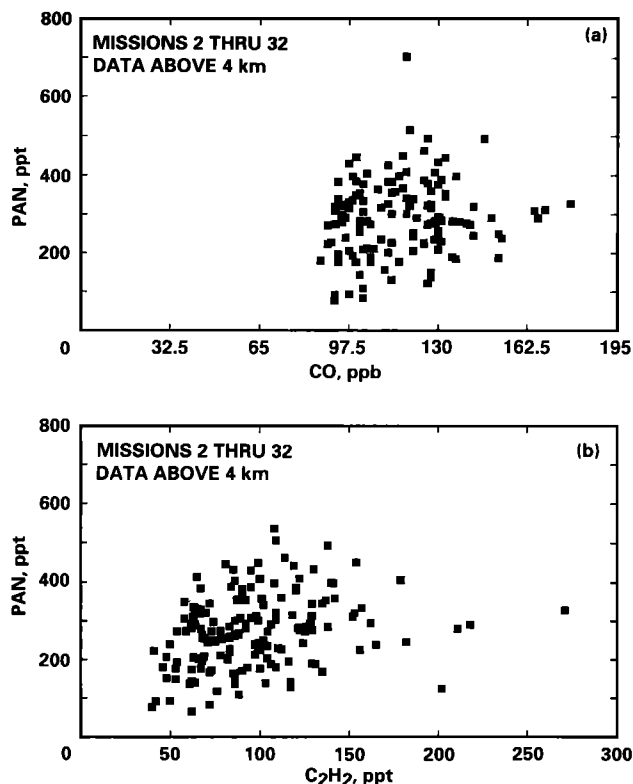 (a)
MISSIONS 2 THRU 32
DATA ABOVE 4 km
PAN, ppt
800
600
400
200
0
32.5 65 97.5 130 162.5 195
CO, ppb
(b)
MISSIONS 2 THRU 32
DATA ABOVE 4 km
PAN, ppt
800
600
400
200
0
50 100 150 200 250 300
C₂H₂, ppt